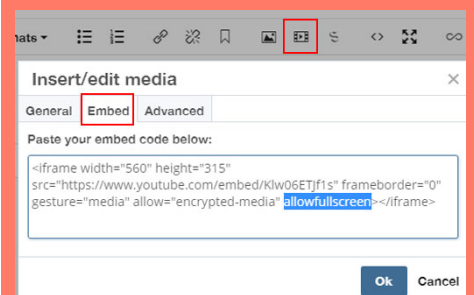 nats
Insert/edit media
General Embed Advanced
Paste your embed code below:
<iframe width="560" height="315"
src="https://www.youtube.com/embed/Klw06ETJf1s" frameborder="0"
gesture="media" allow="encrypted-media" allowfullscreen></iframe>
Ok Cancel